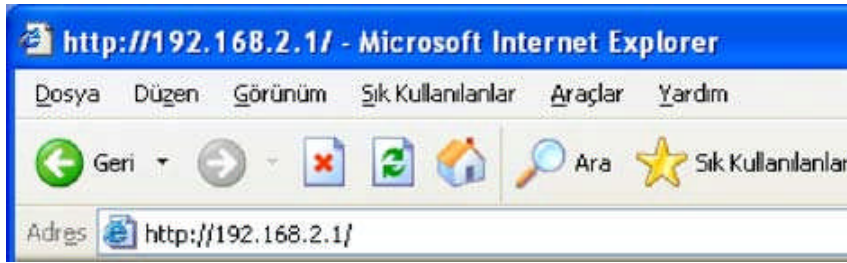 http://192.168.2.1/ - Microsoft Internet Explorer
Dosya Düzen Görünüm Sık Kullanılanlar Araçlar Yardım
Geri Ara Sık Kullanılanlar
Adres http://192.168.2.1/